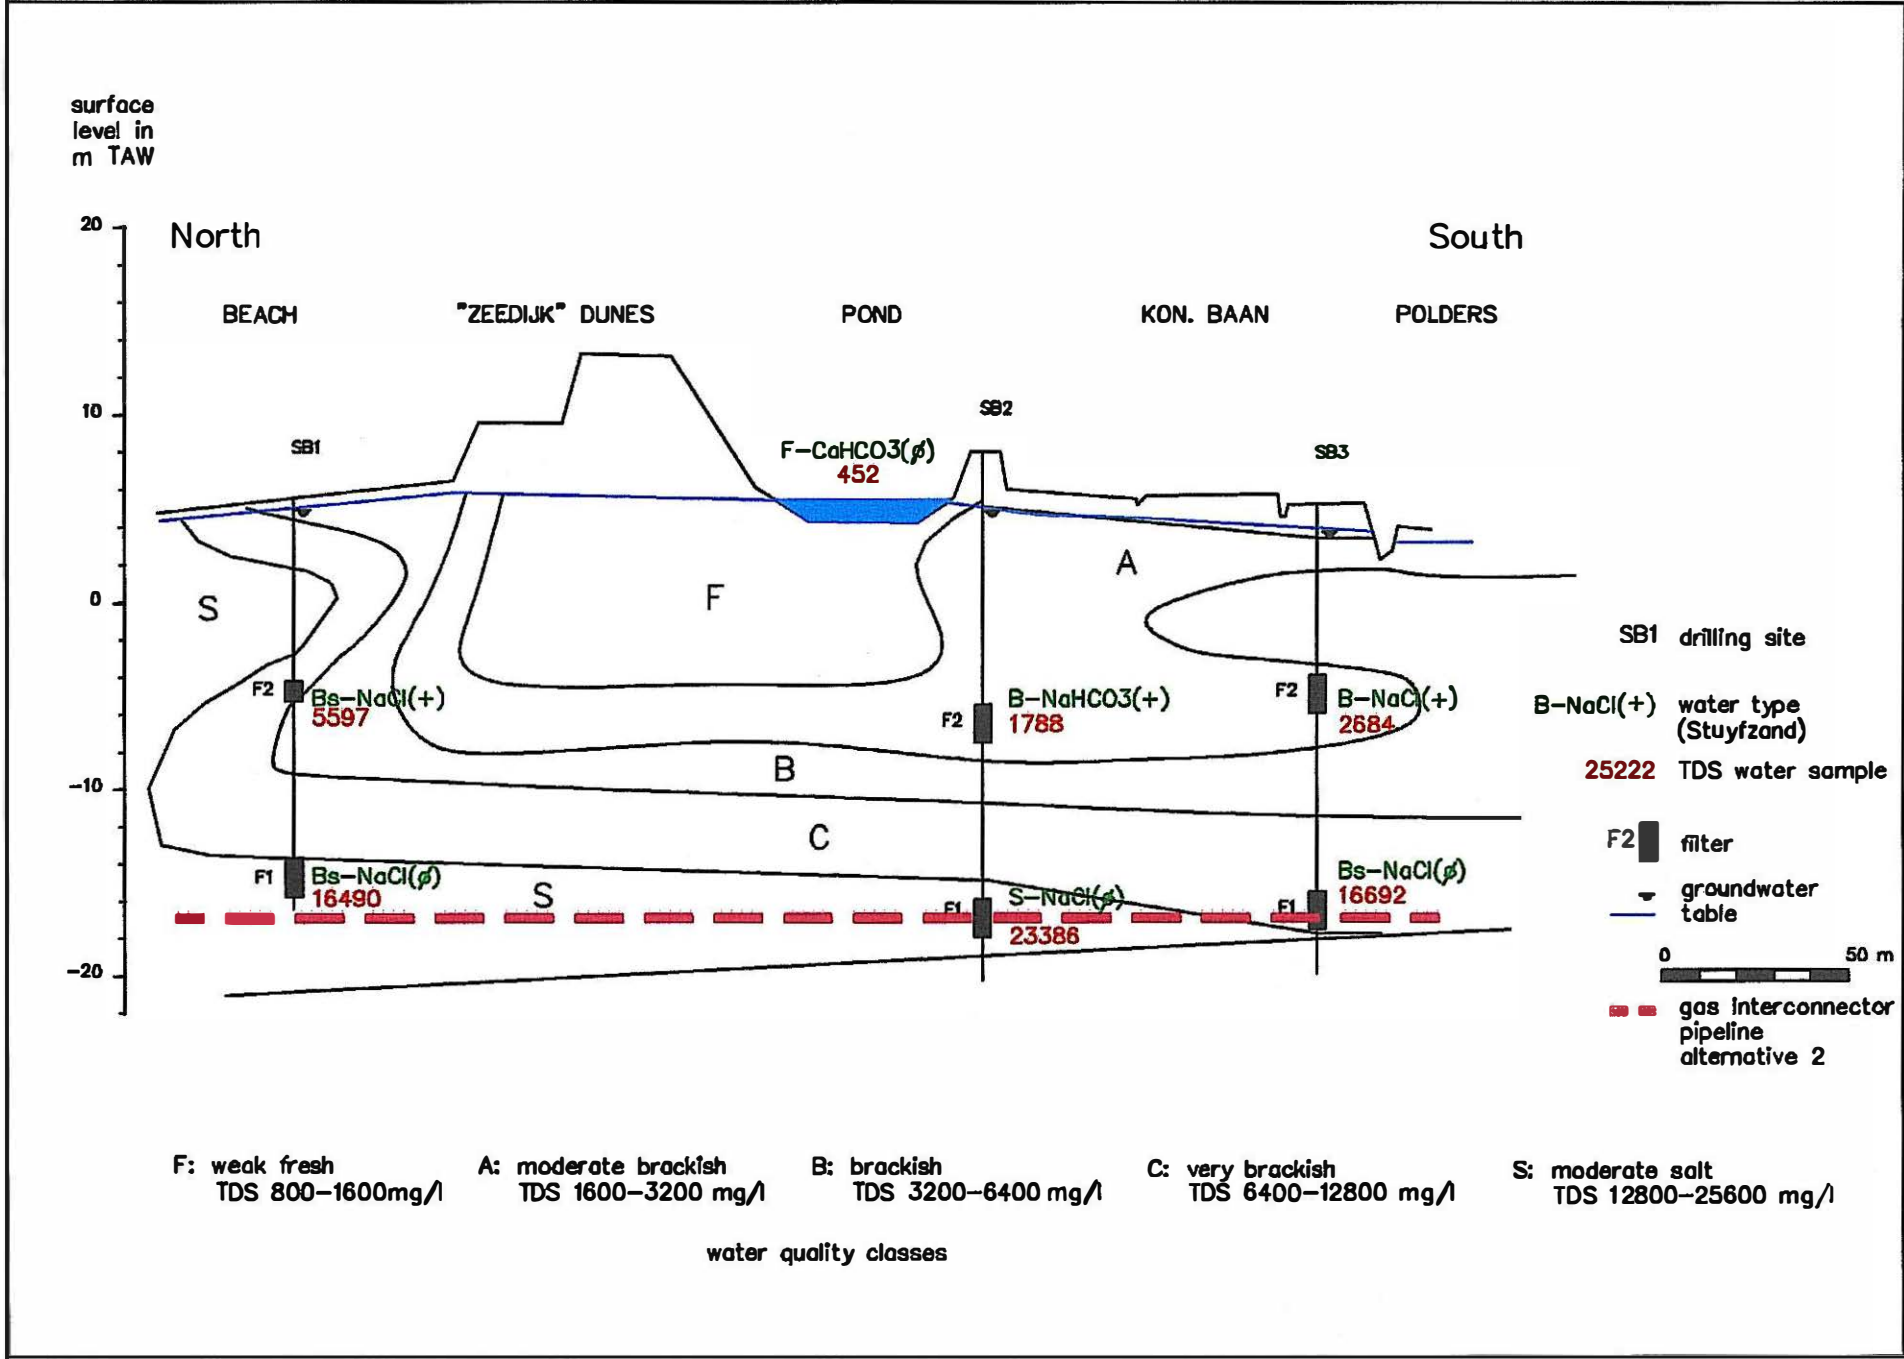 surface
level in
m TAW
20
North
South
BEACH
"ZEEDIJK" DUNES
POND
KON. BAAN
POLDERS
10
SB2
SB1
F-CaHCO3(ø)
452
SB3
A
0
S
F
SB1 drilling site
F2
Bs-NaCl(+)
5597
F2
B-NaHCO3(+)
1788
F2
B-NaCl(+)
2684
B-NaCl(+) water type
(Stuyfzand)
25222 TDS water sample
-10
B
C
F2 filter
F1
Bs-NaCl(ø)
16490
S
F1
S-NaCl(ø)
23386
F1
Bs-NaCl(ø)
16692
groundwater
table
-20
0 50 m
gas interconnector
pipeline
alternative 2
F: weak fresh
TDS 800-1600mg/l
A: moderate brackish
TDS 1600-3200 mg/l
B: brackish
TDS 3200-6400 mg/l
C: very brackish
TDS 6400-12800 mg/l
S: moderate salt
TDS 12800-25600 mg/l
water quality classes